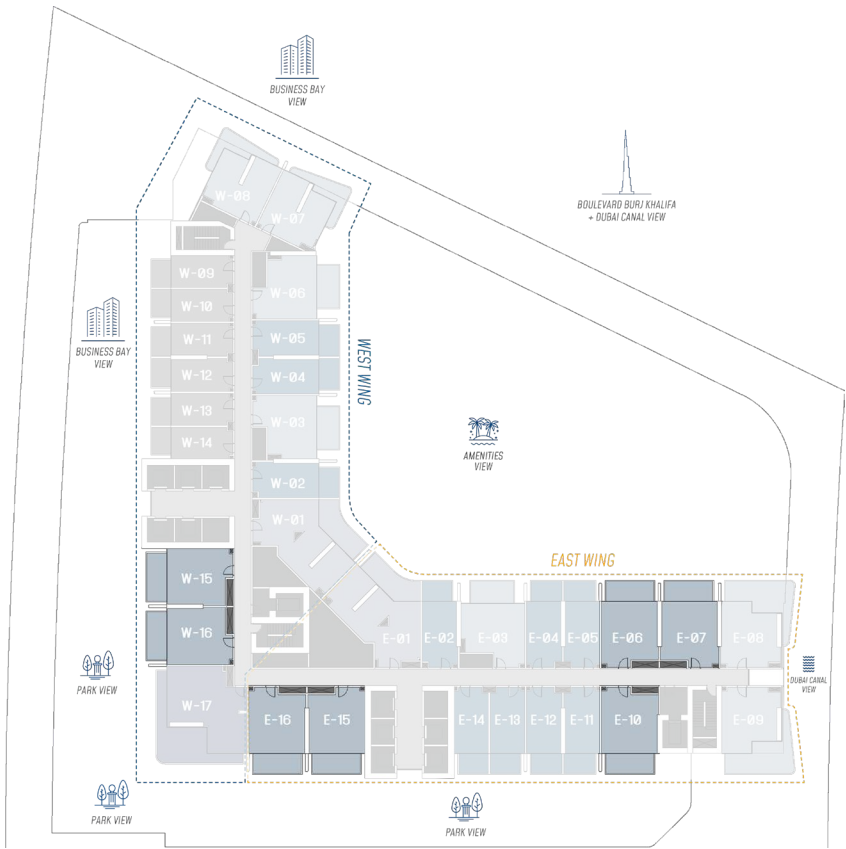 BUSINESS BAY
VIEW
BOULEVARD BURJ KHALIFA
+ DUBAI CANAL VIEW
W-08
W-07
W-09
W-06
W-10
W-11
W-05
BUSINESS BAY
VIEW
WEST WING
W-12
W-04
W-13
W-03
W-14
AMENITIES
VIEW
W-02
W-01
EAST WING
W-15
W-16
E-01
E-02
E-03
E-04
E-05
E-06
E-07
E-08
PARK VIEW
DUBAI CANAL
VIEW
W-17
E-16
E-15
E-14
E-13
E-12
E-11
E-10
E-09
PARK VIEW
PARK VIEW